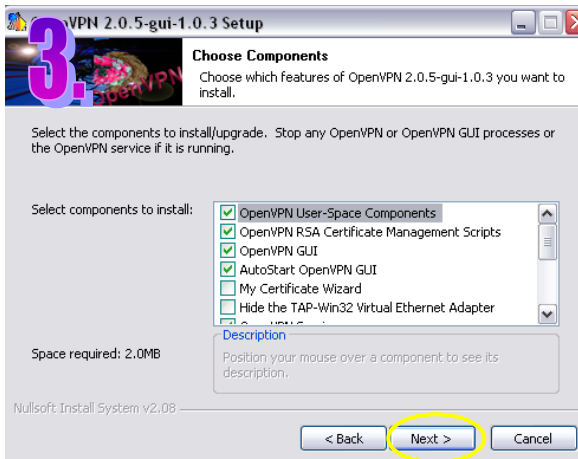 VPN 2.0.5-gui-1.0.3 Setup
3.
OpenVPN
Choose Components
Choose which features of OpenVPN 2.0.5-gui-1.0.3 you want to
install.
Select the components to install/upgrade. Stop any OpenVPN or OpenVPN GUI processes or
the OpenVPN service if it is running.
Select components to install:
OpenVPN User-Space Components
OpenVPN RSA Certificate Management Scripts
OpenVPN GUI
AutoStart OpenVPN GUI
My Certificate Wizard
Hide the TAP-Win32 Virtual Ethernet Adapter
Space required: 2.0MB
Description
Position your mouse over a component to see its
description.
Nullsoft Install System v2.08
< Back Next > Cancel